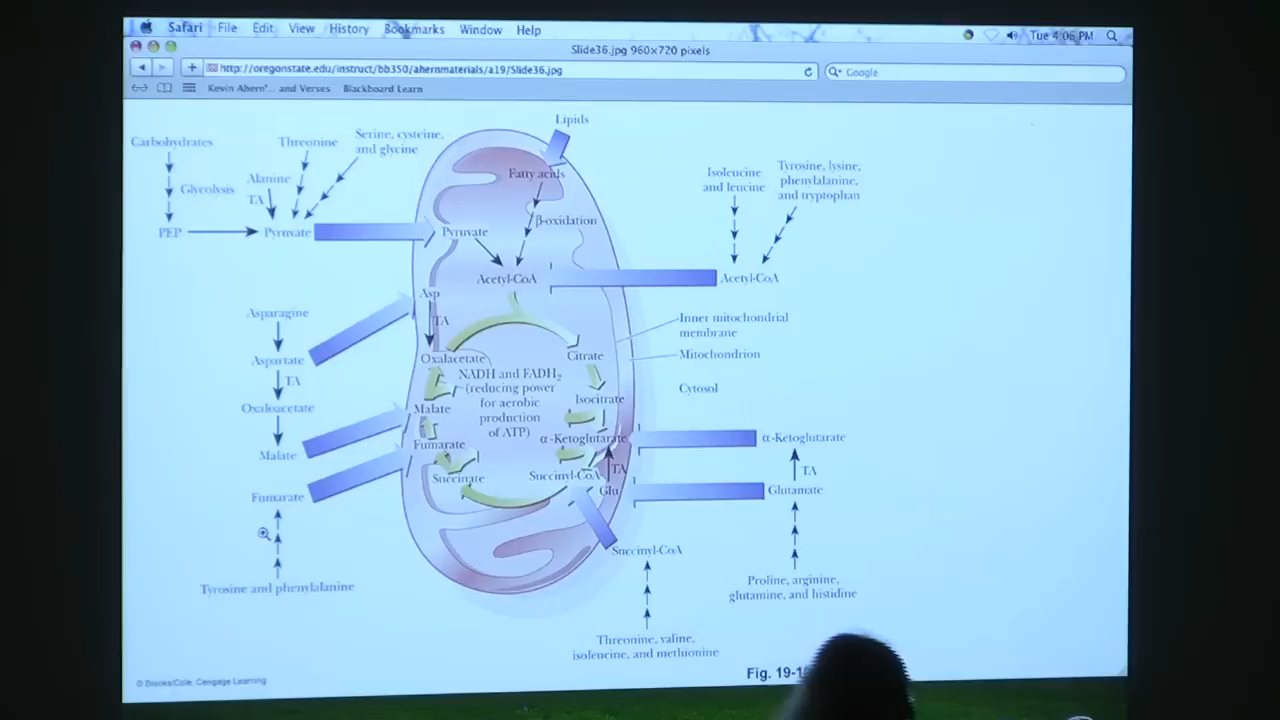 Safari File Edit View History Bookmarks Window Help
Tue 4:06 PM
Slide36.jpg 960×720 pixels
http://oregonstate.edu/instruct/bb350/ahernmaterials/a19/Slide36.jpg
Google
Kevin Ahern'... and Verses Blackboard Learn
Lipids
Carbohydrates
Threonine
Serine, cysteine,
and glycine
Glycolysis
Alanine
TA
PEP
Pyruvate
Fatty acids
β-oxidation
Pyruvate
Acetyl-CoA
Isoleucine
and leucine
Tyrosine, lysine,
phenylalanine,
and tryptophan
Acetyl-CoA
Asp
TA
Asparagine
Aspartate
TA
Oxaloacetate
Malate
Fumarate
Tyrosine and phenylalanine
Oxalacetate
Citrate
NADH and FADH₂
(reducing power
for aerobic
production
of ATP)
Isocitrate
Malate
α-Ketoglutarate
Fumarate
Succinyl-CoA
TA
Succinate
Glu
Inner mitochondrial
membrane
Mitochondrion
Cytosol
α-Ketoglutarate
TA
Glutamate
Proline, arginine,
glutamine, and histidine
Succinyl-CoA
Threonine, valine,
isoleucine, and methionine
© Brooks/Cole, Cengage Learning